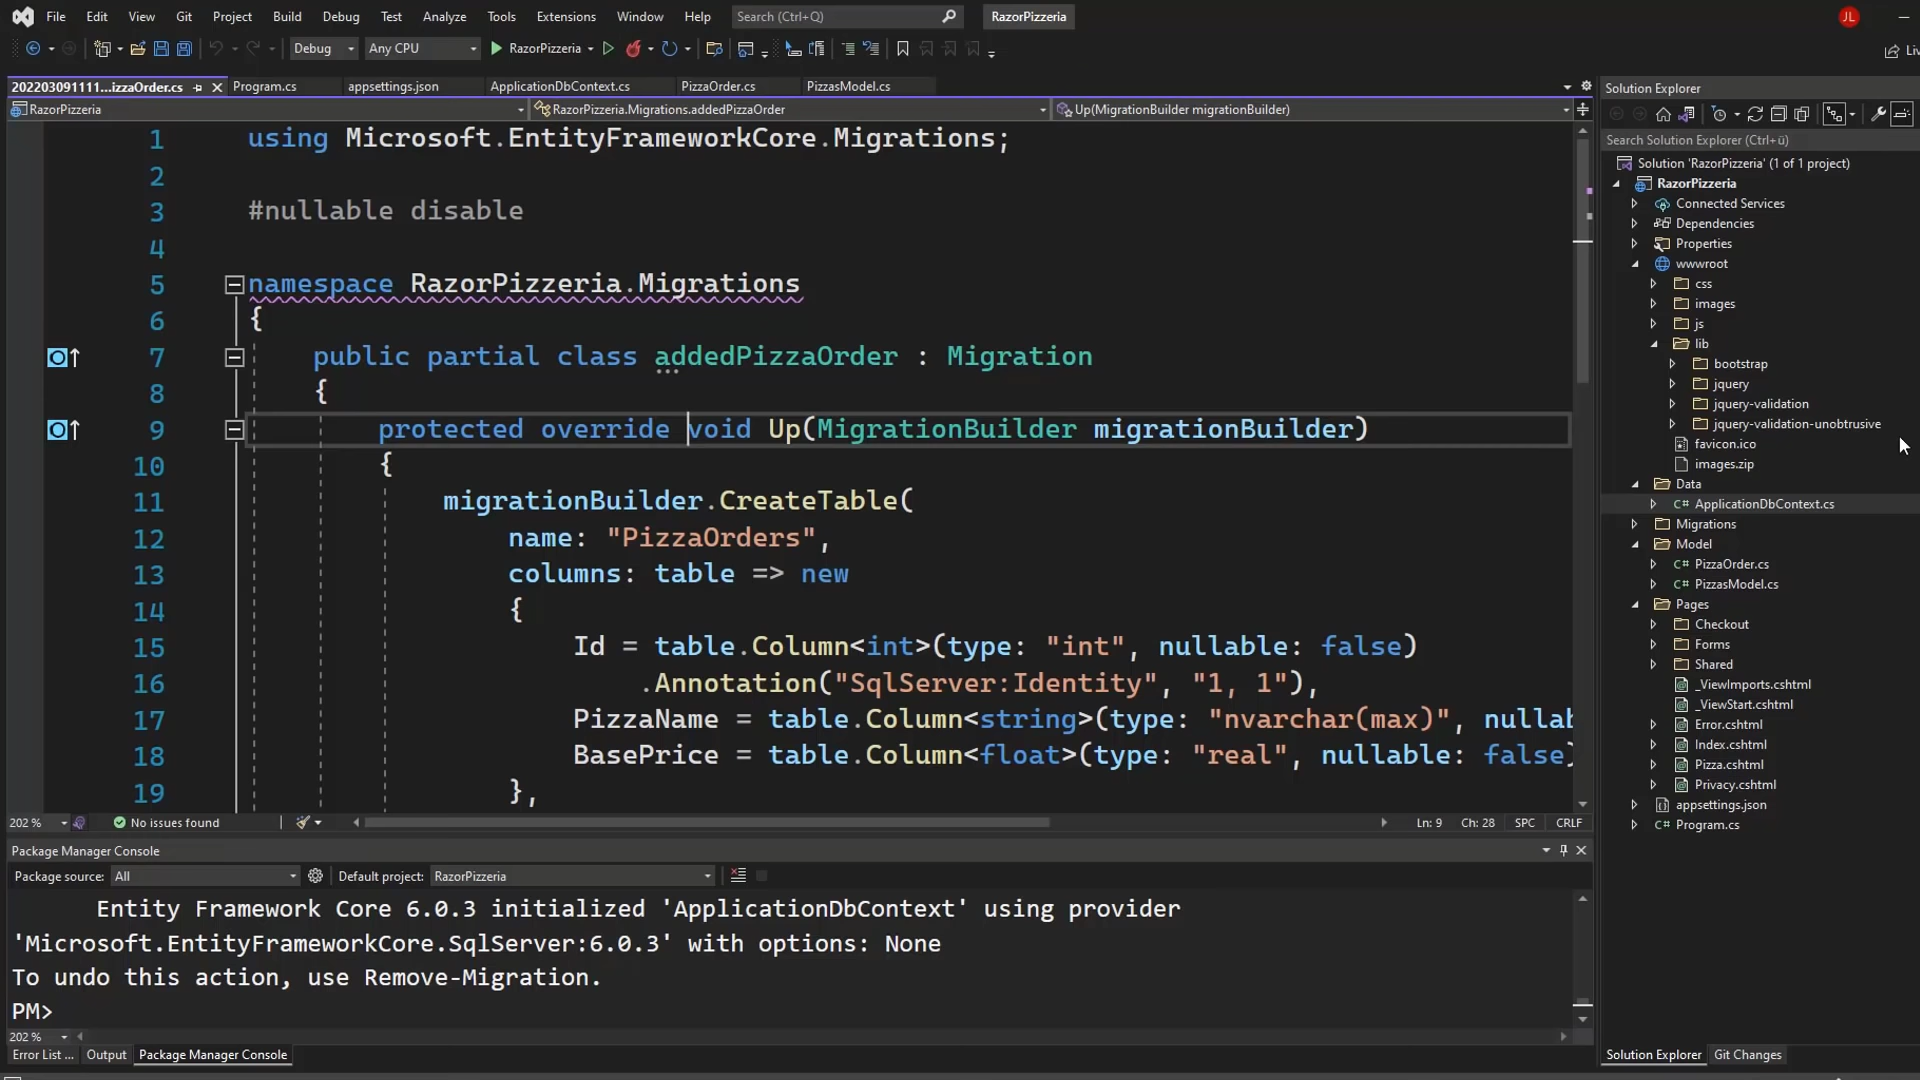 File Edit View Git Project Build Debug Test Analyze Tools Extensions Window Help Search (Ctrl+Q) RazorPizzeria JL
Debug Any CPU RazorPizzeria Liv
202203091111...izzaOrder.cs Program.cs appsettings.json ApplicationDbContext.cs PizzaOrder.cs PizzasModel.cs
RazorPizzeria RazorPizzeria.Migrations.addedPizzaOrder Up(MigrationBuilder migrationBuilder)
1 using Microsoft.EntityFrameworkCore.Migrations;
2
3 #nullable disable
4
5 namespace RazorPizzeria.Migrations
6 {
7 public partial class addedPizzaOrder : Migration
8 {
9 protected override void Up(MigrationBuilder migrationBuilder)
10 {
11 migrationBuilder.CreateTable(
12 name: "PizzaOrders",
13 columns: table => new
14 {
15 Id = table.Column<int>(type: "int", nullable: false)
16 .Annotation("SqlServer:Identity", "1, 1"),
17 PizzaName = table.Column<string>(type: "nvarchar(max)", nullab
18 BasePrice = table.Column<float>(type: "real", nullable: false)
19 },
202 % No issues found Ln: 9 Ch: 28 SPC CRLF
Package Manager Console
Package source: All Default project: RazorPizzeria
Entity Framework Core 6.0.3 initialized 'ApplicationDbContext' using provider
'Microsoft.EntityFrameworkCore.SqlServer:6.0.3' with options: None
To undo this action, use Remove-Migration.
PM>
202 %
Error List ... Output Package Manager Console
Solution Explorer
Search Solution Explorer (Ctrl+ü)
Solution 'RazorPizzeria' (1 of 1 project)
RazorPizzeria
Connected Services
Dependencies
Properties
wwwroot
css
images
js
lib
bootstrap
jquery
jquery-validation
jquery-validation-unobtrusive
favicon.ico
images.zip
Data
C# ApplicationDbContext.cs
Migrations
Model
C# PizzaOrder.cs
C# PizzasModel.cs
Pages
Checkout
Forms
Shared
_ViewImports.cshtml
_ViewStart.cshtml
Error.cshtml
Index.cshtml
Pizza.cshtml
Privacy.cshtml
appsettings.json
C# Program.cs
Solution Explorer Git Changes